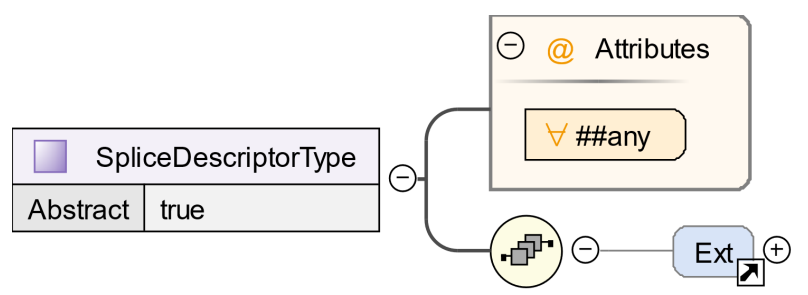 @ Attributes
∀ ##any
SpliceDescriptorType
Abstract true
Ext